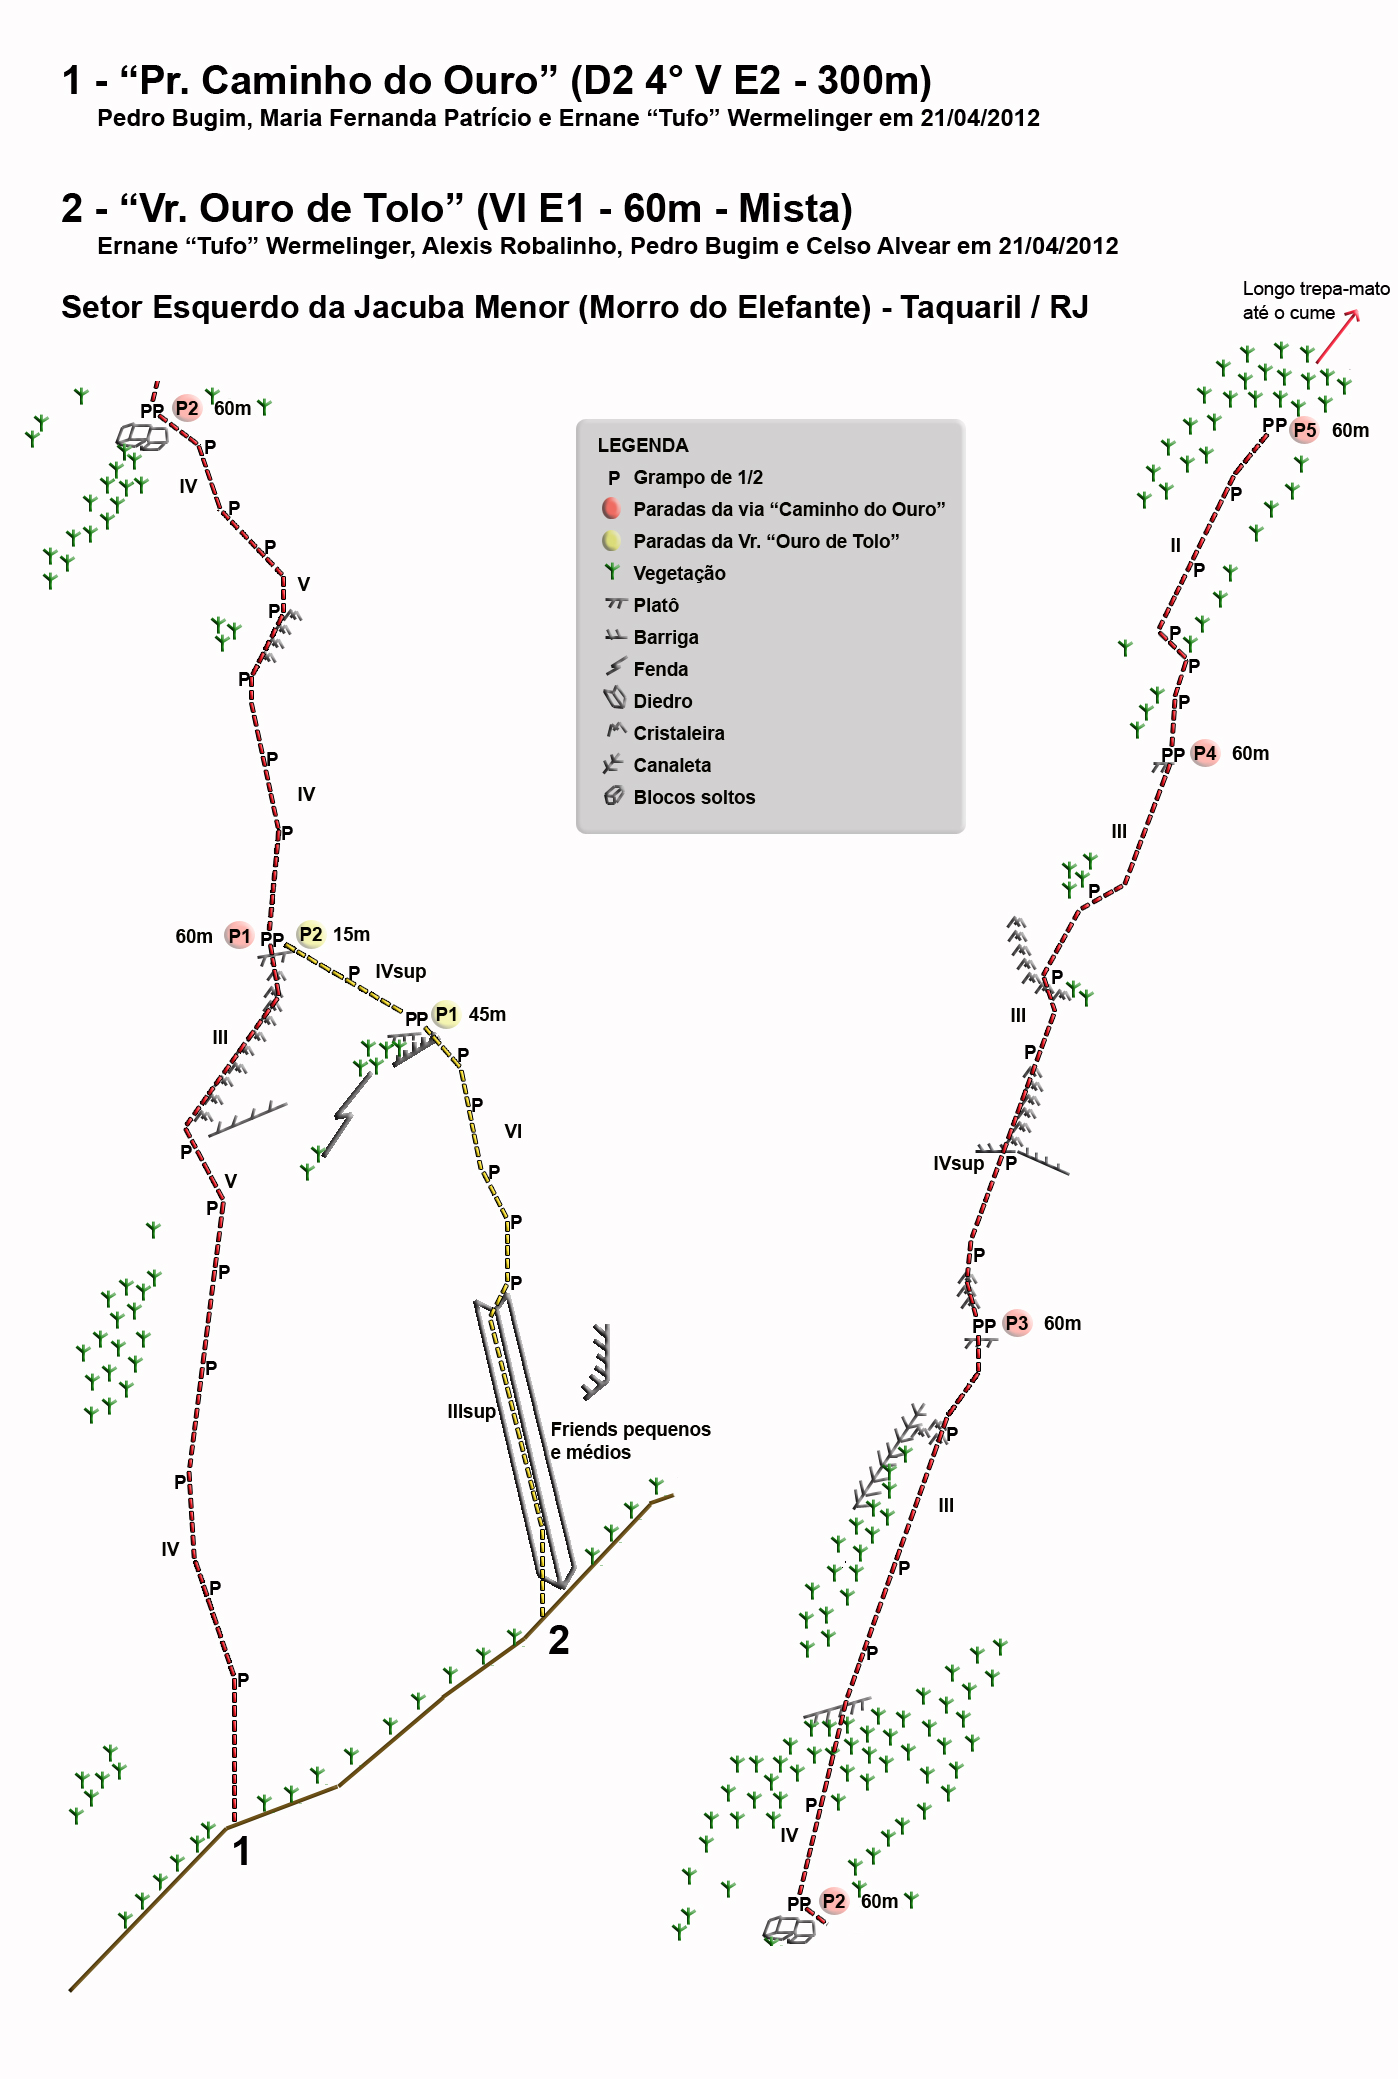 1 - “Pr. Caminho do Ouro” (D2 4° V E2 - 300m)
Pedro Bugim, Maria Fernanda Patrício e Ernane “Tufo” Wermelinger em 21/04/2012
2 - “Vr. Ouro de Tolo” (VI E1 - 60m - Mista)
Ernane “Tufo” Wermelinger, Alexis Robalinho, Pedro Bugim e Celso Alvear em 21/04/2012
Setor Esquerdo da Jacuba Menor (Morro do Elefante) - Taquaril / RJ
Longo trepa-mato
até o cume
PP P2 60m
P
IV
P
P
V
P
P
P
IV
P
60m P1 PP P2 15m
P IVsup
PP P1 45m
P
III
P
VI
P
P
V
P
P
P
P
P
IIIsup
Friends pequenos
e médios
P
IV
P
P
2
1
LEGENDA
P Grampo de 1/2
Paradas da via “Caminho do Ouro”
Paradas da Vr. “Ouro de Tolo”
Vegetação
Platô
Barriga
Fenda
Diedro
Cristaleira
Canaleta
Blocos soltos
PP P5 60m
P
II
P
P
P
P
PP P4 60m
III
P
P
III
P
IVsup P
P
PP P3 60m
P
III
P
P
P
IV
PP P2 60m